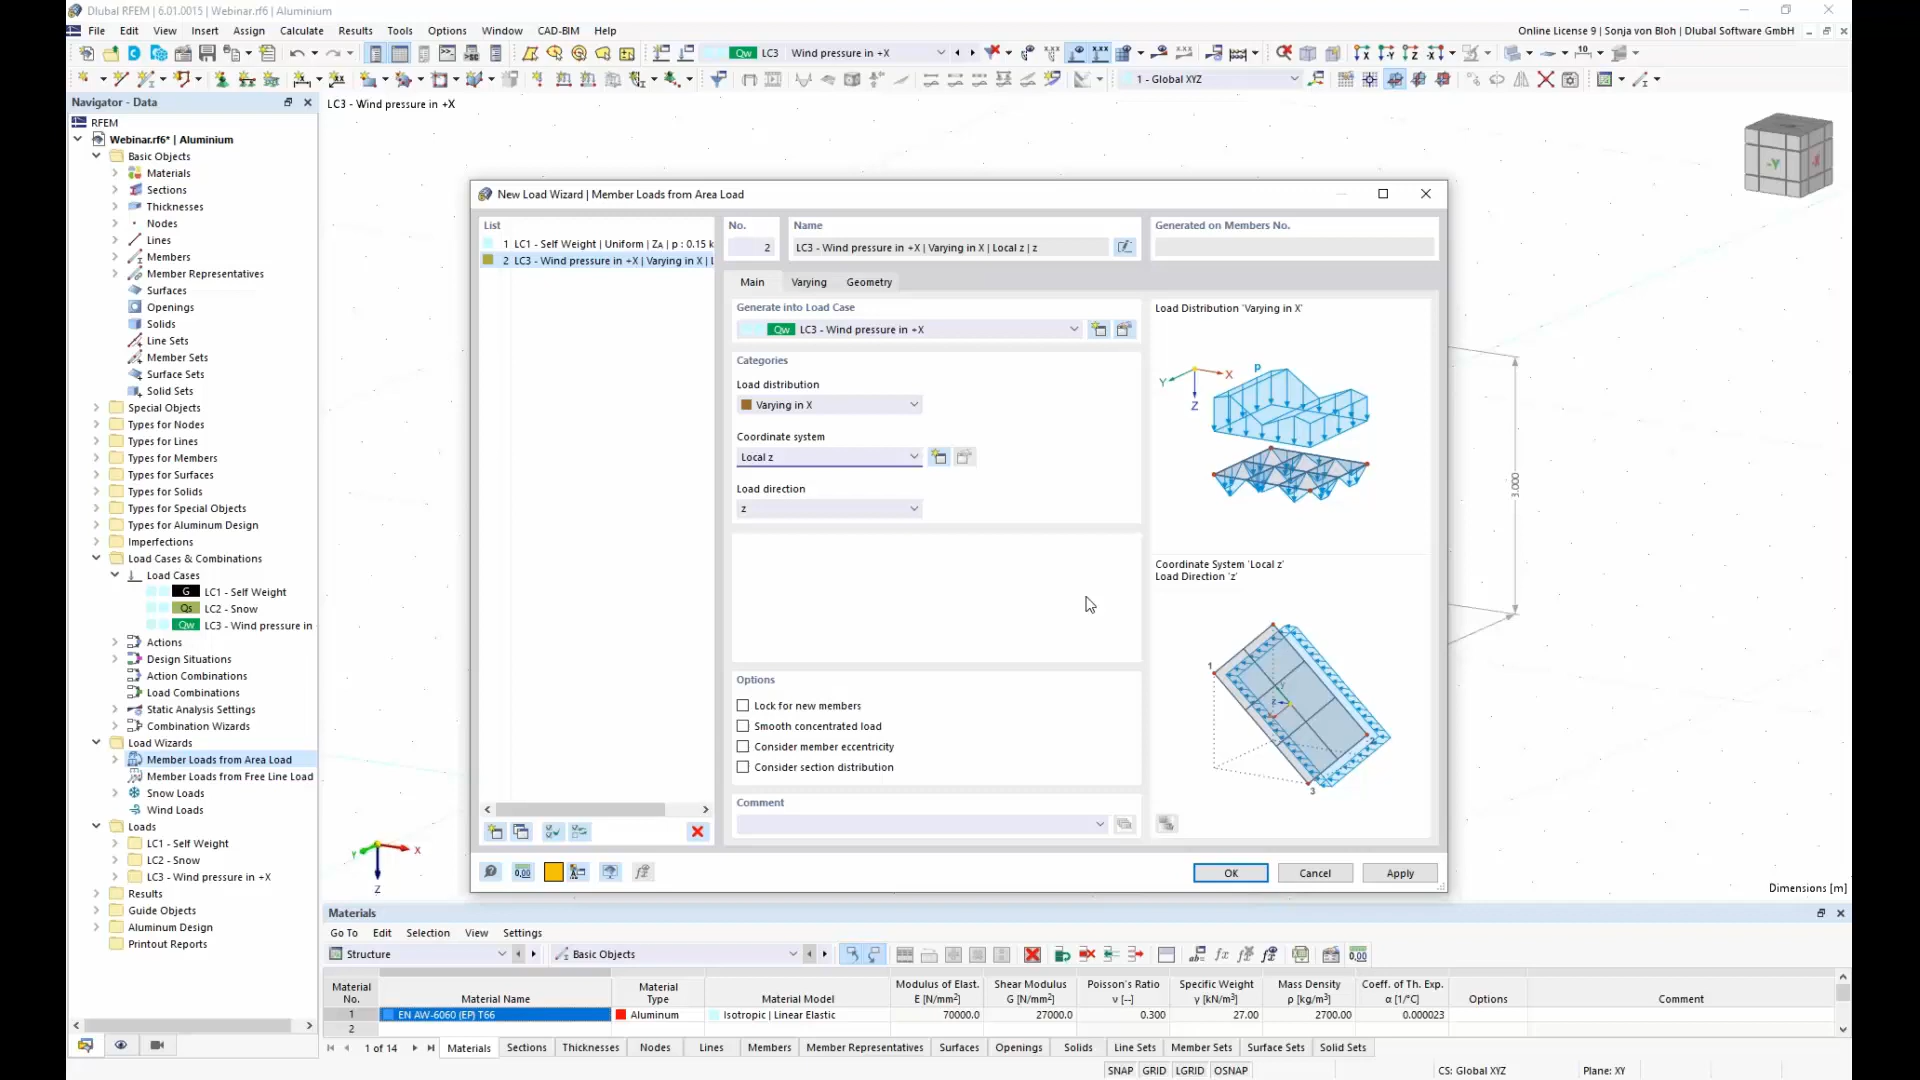 Dlubal RFEM | 6.01.0015 | Webinar.rf6 | Aluminium
File Edit View Insert Assign Calculate Results Tools Options Window CAD-BIM Help
Online License 9 | Sonja von Bloh | Dlubal Software GmbH
Qw LC3 Wind pressure in +X
1 - Global XYZ
Navigator - Data
LC3 - Wind pressure in +X
RFEM
Webinar.rf6* | Aluminium
Basic Objects
Materials
Sections
Thicknesses
Nodes
Lines
Members
Member Representatives
Surfaces
Openings
Solids
Line Sets
Member Sets
Surface Sets
Solid Sets
Special Objects
Types for Nodes
Types for Lines
Types for Members
Types for Surfaces
Types for Solids
Types for Special Objects
Types for Aluminum Design
Imperfections
Load Cases & Combinations
Load Cases
G LC1 - Self Weight
Qs LC2 - Snow
Qw LC3 - Wind pressure in
Actions
Design Situations
Action Combinations
Load Combinations
Static Analysis Settings
Combination Wizards
Load Wizards
Member Loads from Area Load
Member Loads from Free Line Load
Snow Loads
Wind Loads
Loads
LC1 - Self Weight
LC2 - Snow
LC3 - Wind pressure in +X
Results
Guide Objects
Aluminum Design
Printout Reports
New Load Wizard | Member Loads from Area Load
List
1 LC1 - Self Weight | Uniform | ZA | p : 0.15 k
2 LC3 - Wind pressure in +X | Varying in X | L
No.
2
Name
LC3 - Wind pressure in +X | Varying in X | Local z | z
Generated on Members No.
Main Varying Geometry
Generate into Load Case
Qw LC3 - Wind pressure in +X
Categories
Load distribution
Varying in X
Coordinate system
Local z
Load direction
z
Options
Lock for new members
Smooth concentrated load
Consider member eccentricity
Consider section distribution
Comment
Load Distribution 'Varying in X'
p
Y X
Z
Coordinate System 'Local z'
Load Direction 'z'
1
3
OK Cancel Apply
-Y -X
3.000
Y X
Z
Dimensions [m]
Materials
Go To Edit Selection View Settings
Structure Basic Objects
Material No. Material Name Material Type Material Model Modulus of Elast. E [N/mm²] Shear Modulus G [N/mm²] Poisson's Ratio ν [--] Specific Weight γ [kN/m³] Mass Density ρ [kg/m³] Coeff. of Th. Exp. α [1/°C] Options Comment
1 EN AW-6060 (EP) T66 Aluminum Isotropic | Linear Elastic 70000.0 27000.0 0.300 27.00 2700.00 0.000023
2
1 of 14 Materials Sections Thicknesses Nodes Lines Members Member Representatives Surfaces Openings Solids Line Sets Member Sets Surface Sets Solid Sets
SNAP GRID LGRID OSNAP CS: Global XYZ Plane: XY